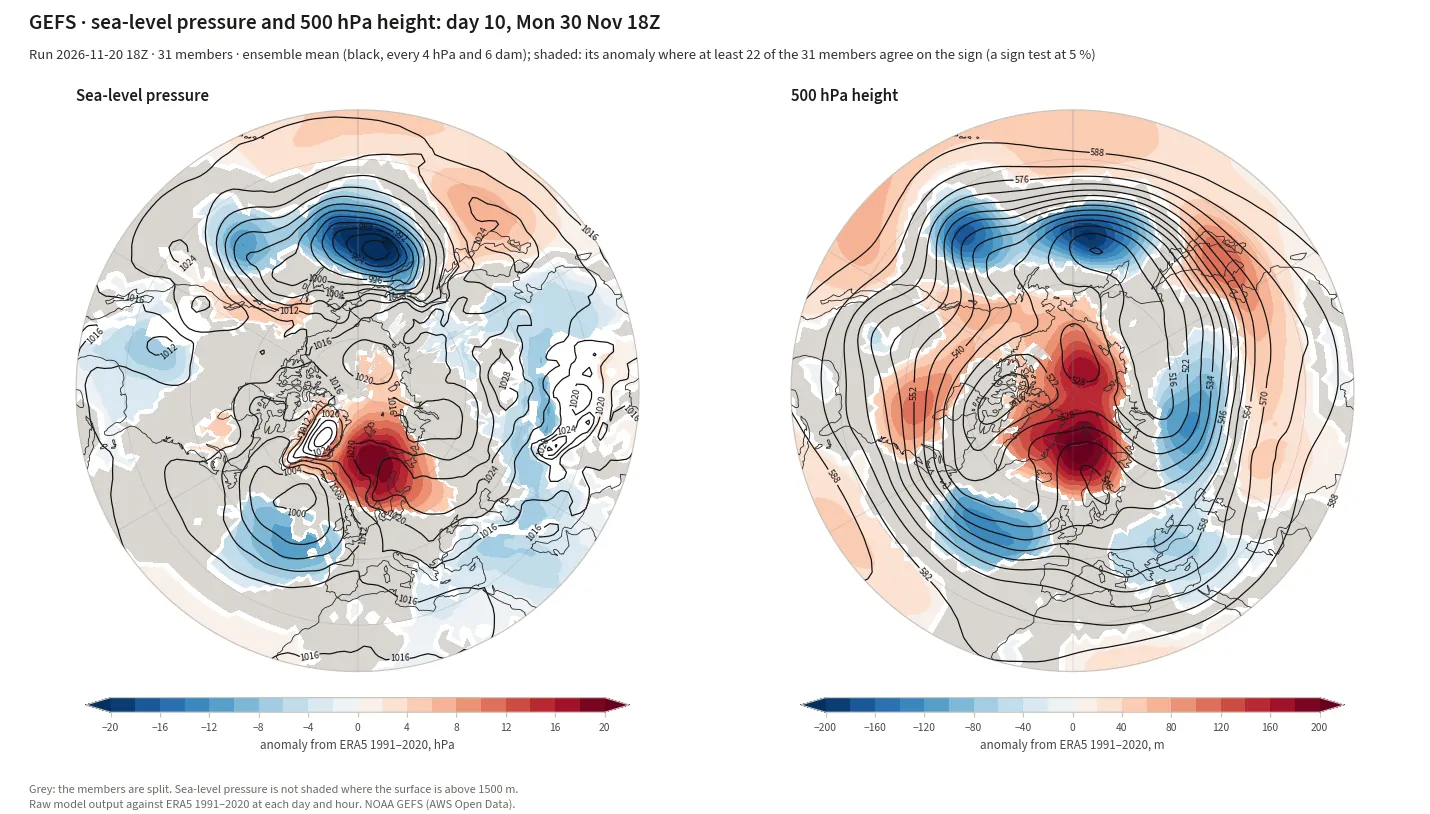 GEFS · sea-level pressure and 500 hPa height: day 10, Mon 30 Nov 18Z
Run 2026-11-20 18Z · 31 members · ensemble mean (black, every 4 hPa and 6 dam); shaded: its anomaly where at least 22 of the 31 members agree on the sign (a sign test at 5 %)
Sea-level pressure
500 hPa height
−20 −16 −12 −8 −4 0 4 8 12 16 20
anomaly from ERA5 1991–2020, hPa
−200 −160 −120 −80 −40 0 40 80 120 160 200
anomaly from ERA5 1991–2020, m
Grey: the members are split. Sea-level pressure is not shaded where the surface is above 1500 m.
Raw model output against ERA5 1991–2020 at each day and hour. NOAA GEFS (AWS Open Data).